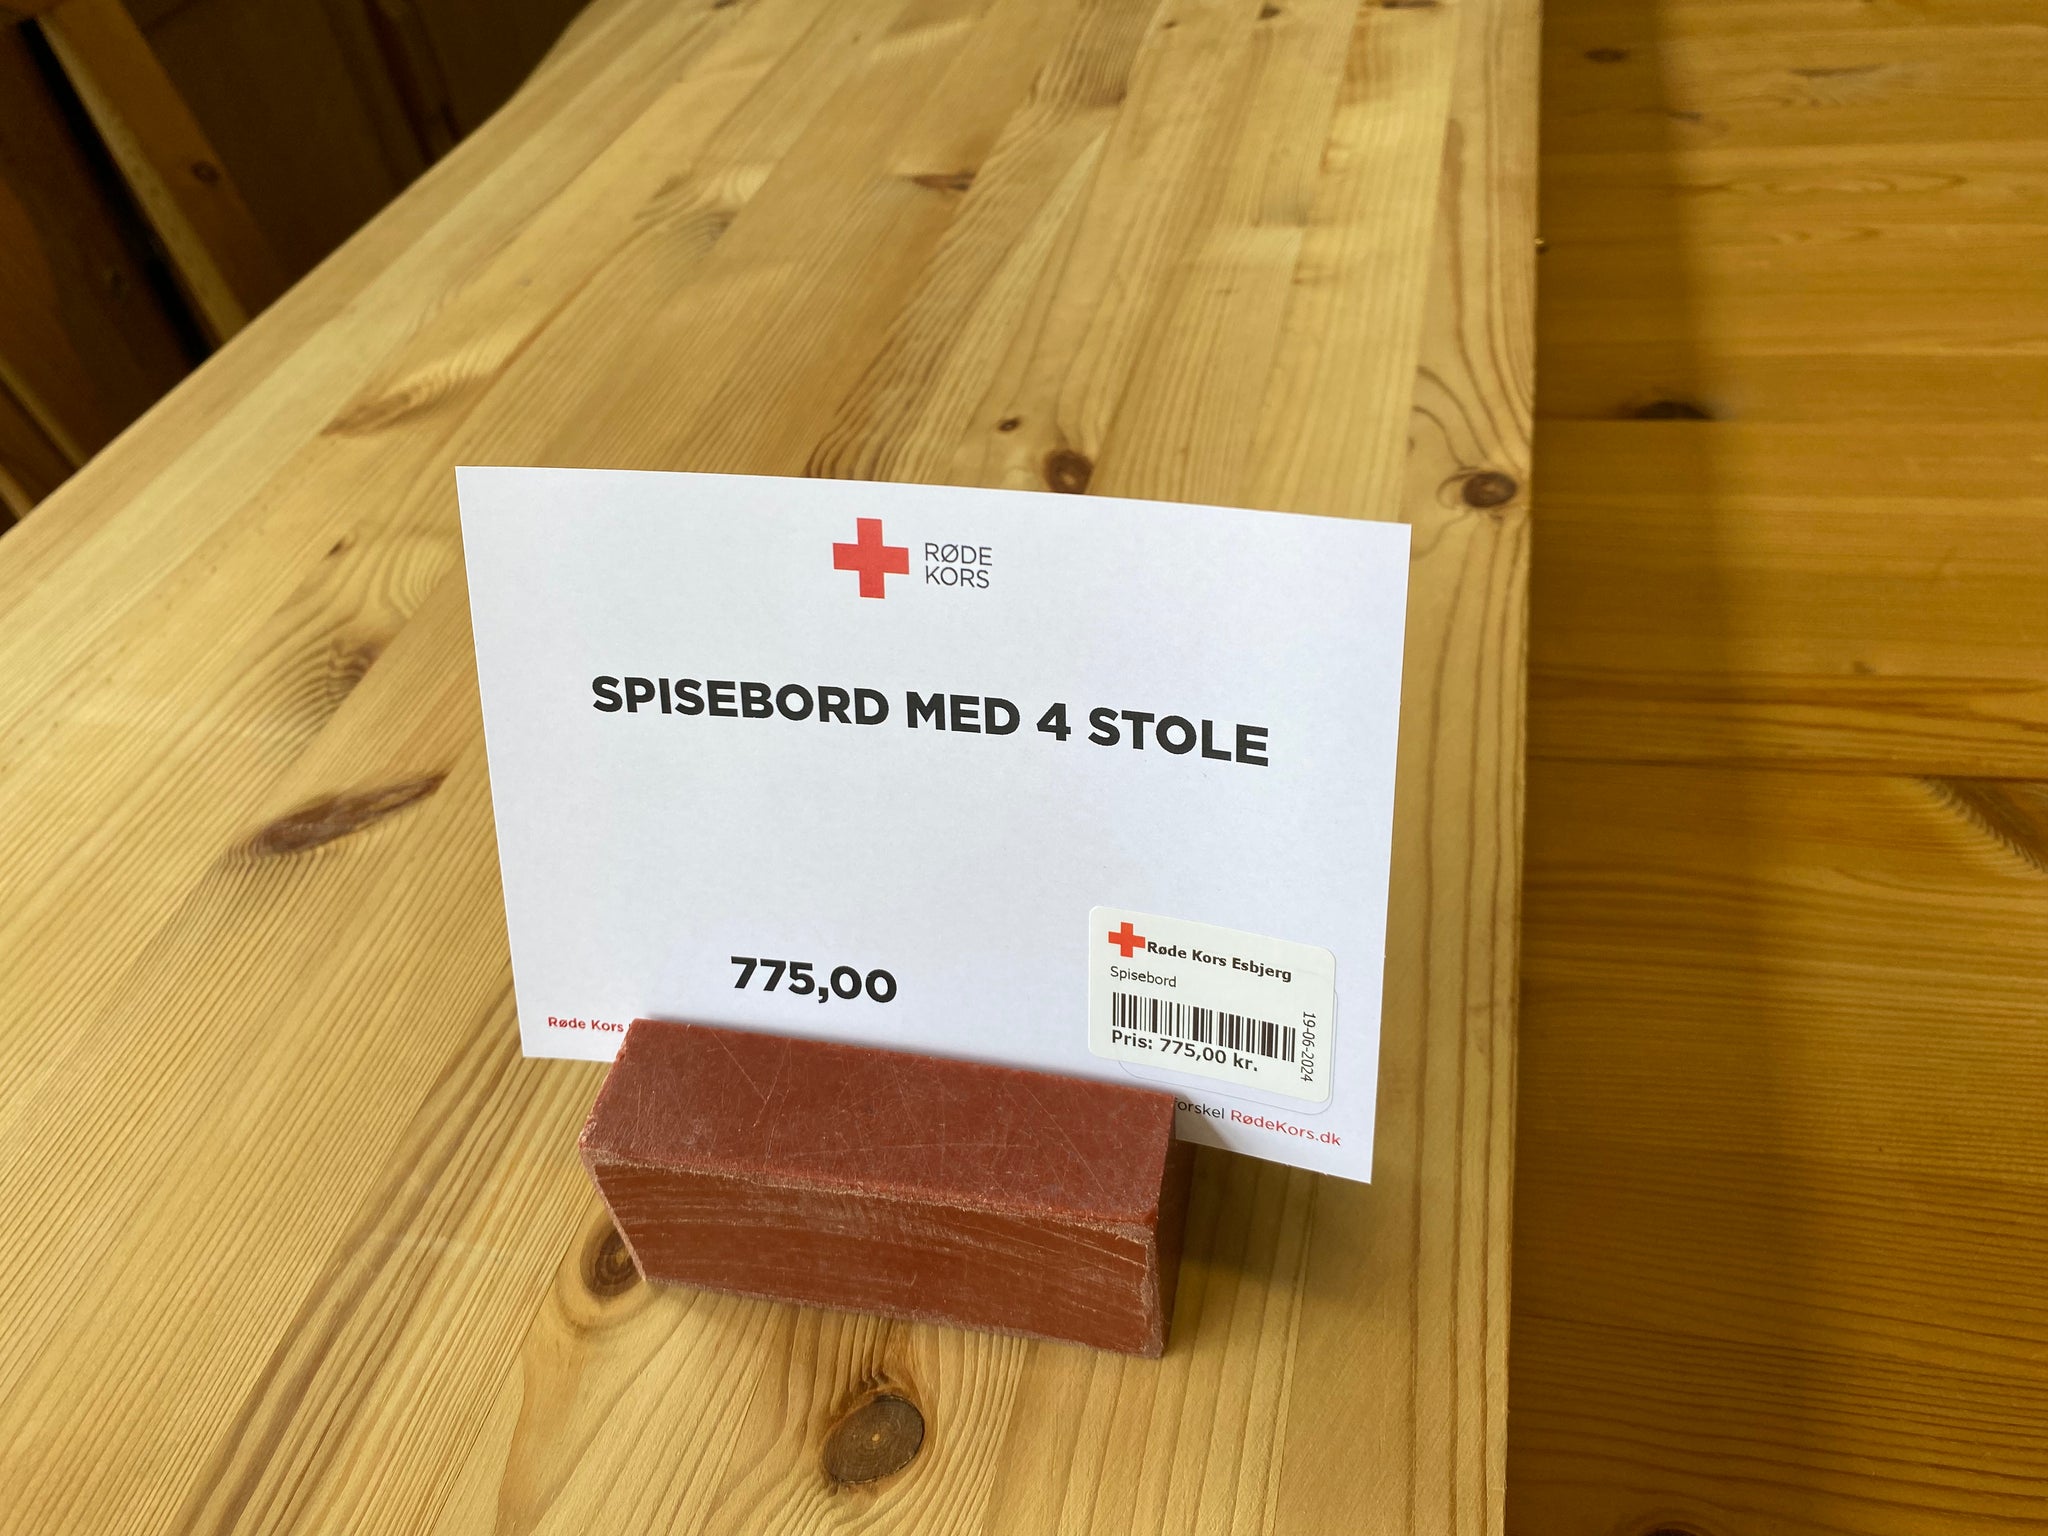 RØDE
KORS
SPISEBORD MED 4 STOLE
775,00
Røde Kors Esbjerg
Spisebord
Pris: 775,00 kr.
19-06-2024
Røde Kors
forskel RødeKors.dk